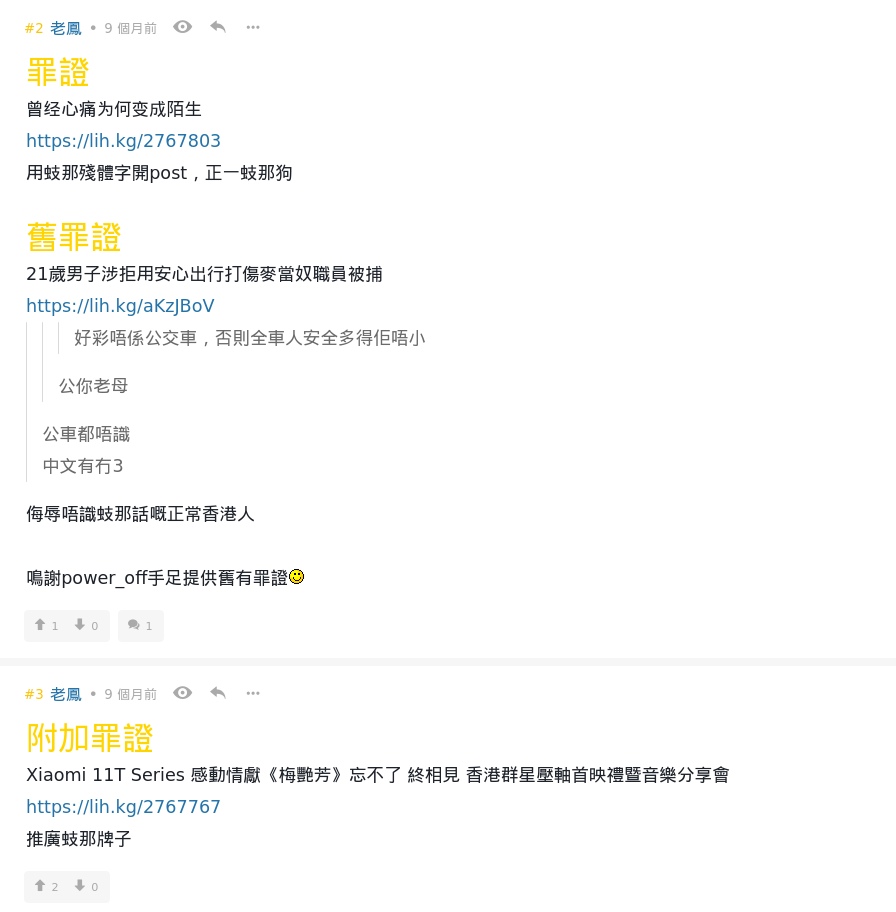 #2 老鳳 • 9 個月前
罪證
曾经心痛为何变成陌生
https://lih.kg/2767803
用蚑那殘體字開post，正一蚑那狗
舊罪證
21歲男子涉拒用安心出行打傷麥當奴職員被捕
https://lih.kg/aKzJBoV
好彩唔係公交車，否則全車人安全多得佢唔小
公你老母
公車都唔識
中文有冇3
侮辱唔識蚑那話嘅正常香港人
鳴謝power_off手足提供舊有罪證
1 0 1
#3 老鳳 • 9 個月前
附加罪證
Xiaomi 11T Series 感動情獻《梅艷芳》忘不了 終相見 香港群星壓軸首映禮暨音樂分享會
https://lih.kg/2767767
推廣蚑那牌子
2 0